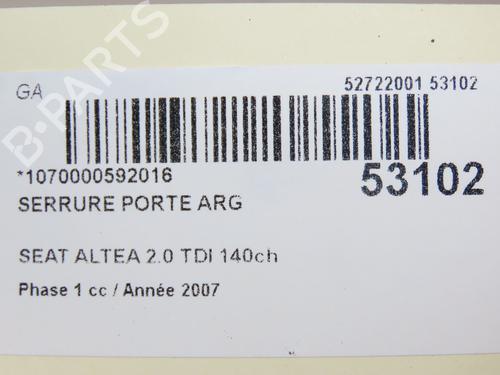 GA
52722001 53102
*1070000592016
53102
SERRURE PORTE ARG
SEAT ALTEA 2.0 TDI 140ch
Phase 1 cc / Année 2007
B-PARTS